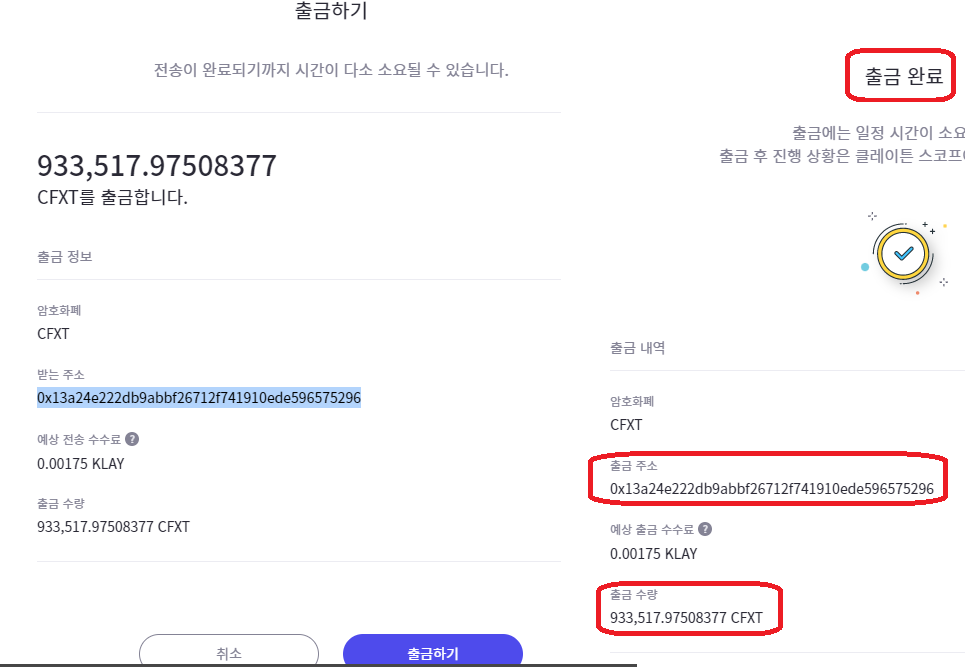 출금하기
전송이 완료되기까지 시간이 다소 소요될 수 있습니다.
933,517.97508377
CFXT를 출금합니다.
출금 정보
암호화폐
CFXT
받는 주소
0x13a24e222db9abbf26712f741910ede596575296
예상 전송 수수료 ?
0.00175 KLAY
출금 수량
933,517.97508377 CFXT
취소
출금하기
출금 완료
출금에는 일정 시간이 소요
출금 후 진행 상황은 클레이튼 스코프
출금 내역
암호화폐
CFXT
출금 주소
0x13a24e222db9abbf26712f741910ede596575296
예상 출금 수수료 ?
0.00175 KLAY
출금 수량
933,517.97508377 CFXT